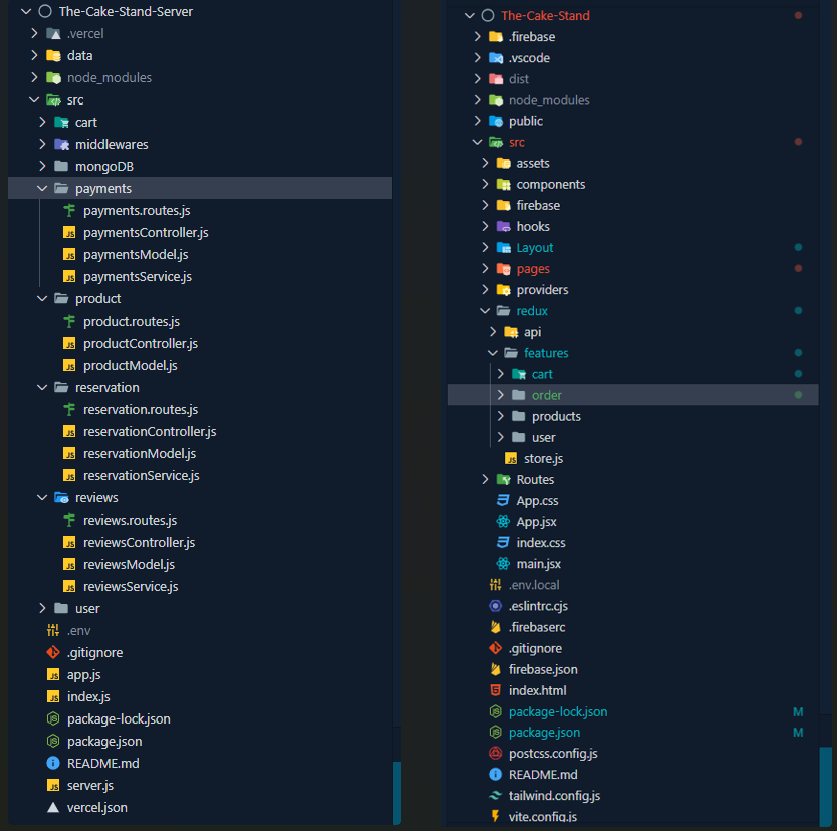 The-Cake-Stand-Server
.vercel
data
node_modules
src
cart
middlewares
mongoDB
payments
payments.routes.js
paymentsController.js
paymentsModel.js
paymentsService.js
product
product.routes.js
productController.js
productModel.js
reservation
reservation.routes.js
reservationController.js
reservationModel.js
reservationService.js
reviews
reviews.routes.js
reviewsController.js
reviewsModel.js
reviewsService.js
user
.env
.gitignore
app.js
index.js
package-lock.json
package.json
README.md
server.js
vercel.json
The-Cake-Stand
.firebase
.vscode
dist
node_modules
public
src
assets
components
firebase
hooks
Layout
pages
providers
redux
api
features
cart
order
products
user
store.js
Routes
App.css
App.jsx
index.css
main.jsx
.env.local
.eslintrc.cjs
.firebaserc
.gitignore
firebase.json
index.html
package-lock.json M
package.json M
postcss.config.js
README.md
tailwind.config.js
vite.config.js